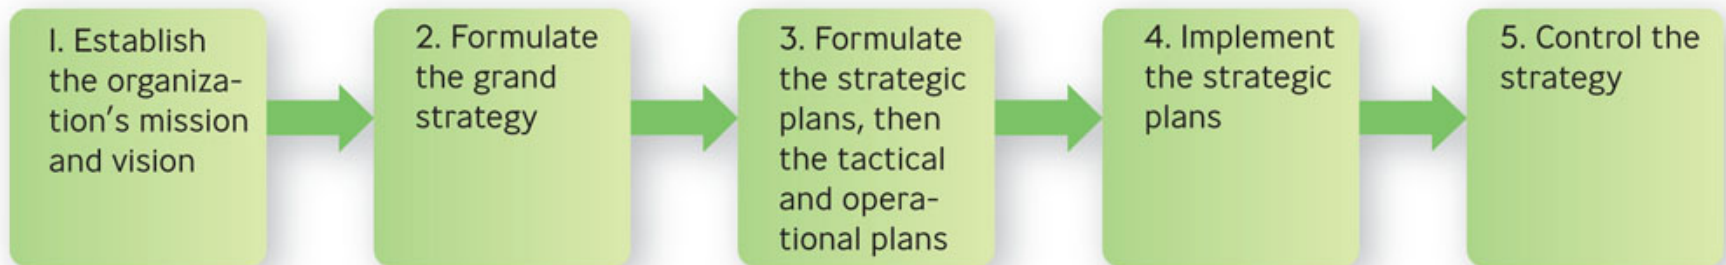 1. Establish
the organiza-
tion's mission
and vision
2. Formulate
the grand
strategy
3. Formulate
the strategic
plans, then
the tactical
and opera-
tional plans
4. Implement
the strategic
plans
5. Control the
strategy